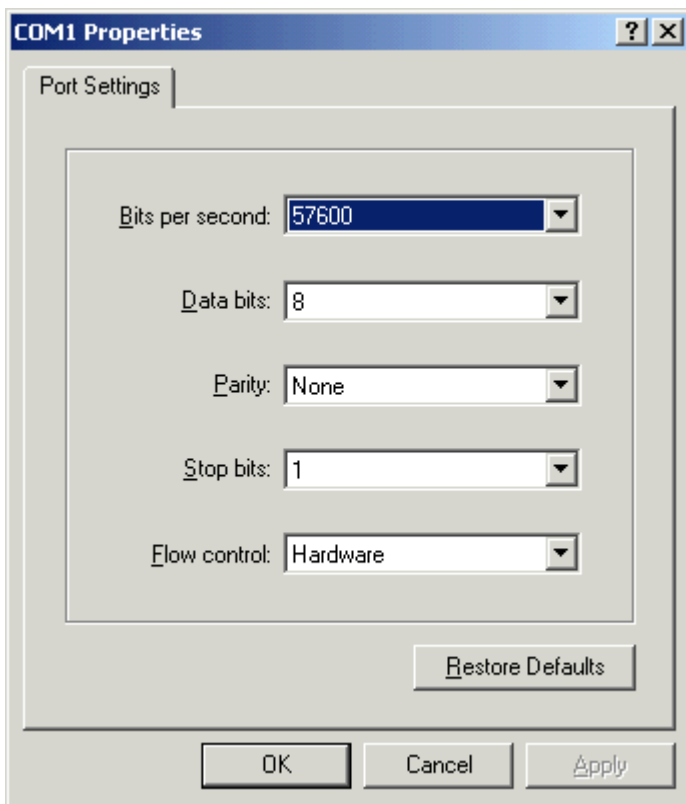 COM1 Properties
Port Settings
Bits per second: 57600
Data bits: 8
Parity: None
Stop bits: 1
Flow control: Hardware
Restore Defaults
OK Cancel Apply